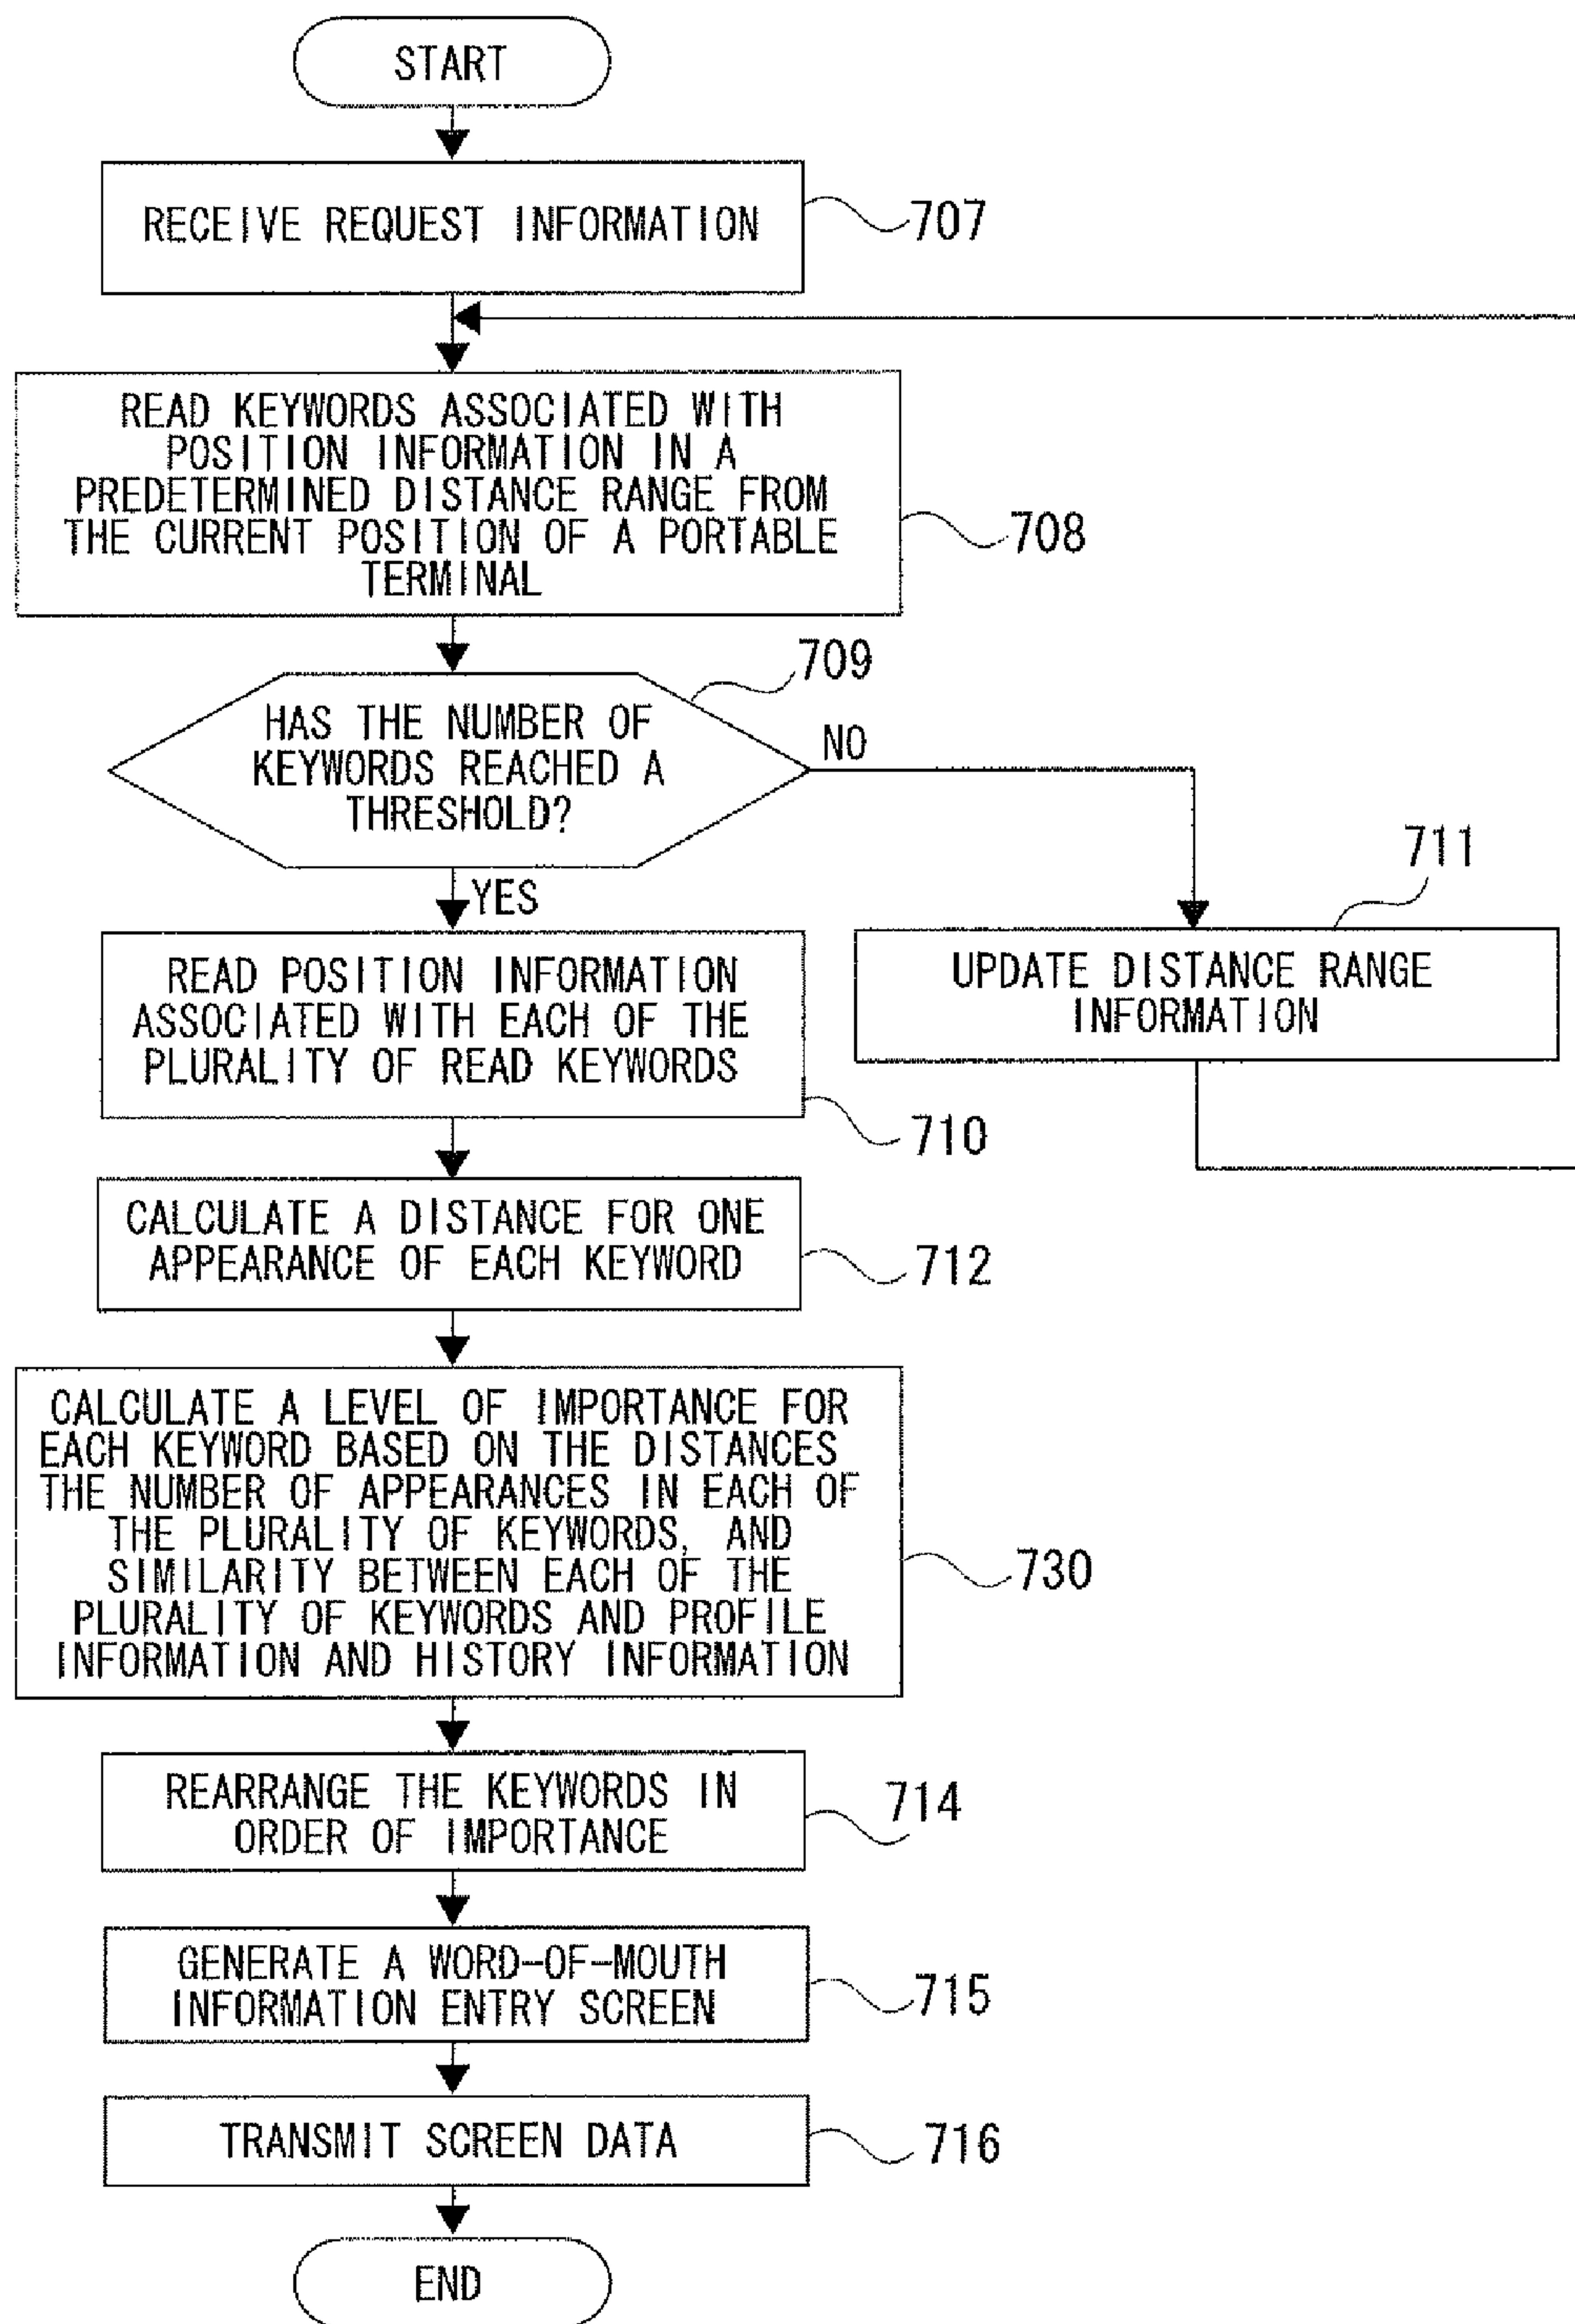 START
RECEIVE REQUEST INFORMATION
707
READ KEYWORDS ASSOCIATED WITH
POSITION INFORMATION IN A
PREDETERMINED DISTANCE RANGE FROM
THE CURRENT POSITION OF A PORTABLE
TERMINAL
708
709
HAS THE NUMBER OF
KEYWORDS REACHED A
THRESHOLD?
NO
YES
711
UPDATE DISTANCE RANGE
INFORMATION
READ POSITION INFORMATION
ASSOCIATED WITH EACH OF THE
PLURALITY OF READ KEYWORDS
710
CALCULATE A DISTANCE FOR ONE
APPEARANCE OF EACH KEYWORD
712
CALCULATE A LEVEL OF IMPORTANCE FOR
EACH KEYWORD BASED ON THE DISTANCES
THE NUMBER OF APPEARANCES IN EACH OF
THE PLURALITY OF KEYWORDS, AND
SIMILARITY BETWEEN EACH OF THE
PLURALITY OF KEYWORDS AND PROFILE
INFORMATION AND HISTORY INFORMATION
730
REARRANGE THE KEYWORDS IN
ORDER OF IMPORTANCE
714
GENERATE A WORD-OF-MOUTH
INFORMATION ENTRY SCREEN
715
TRANSMIT SCREEN DATA
716
END